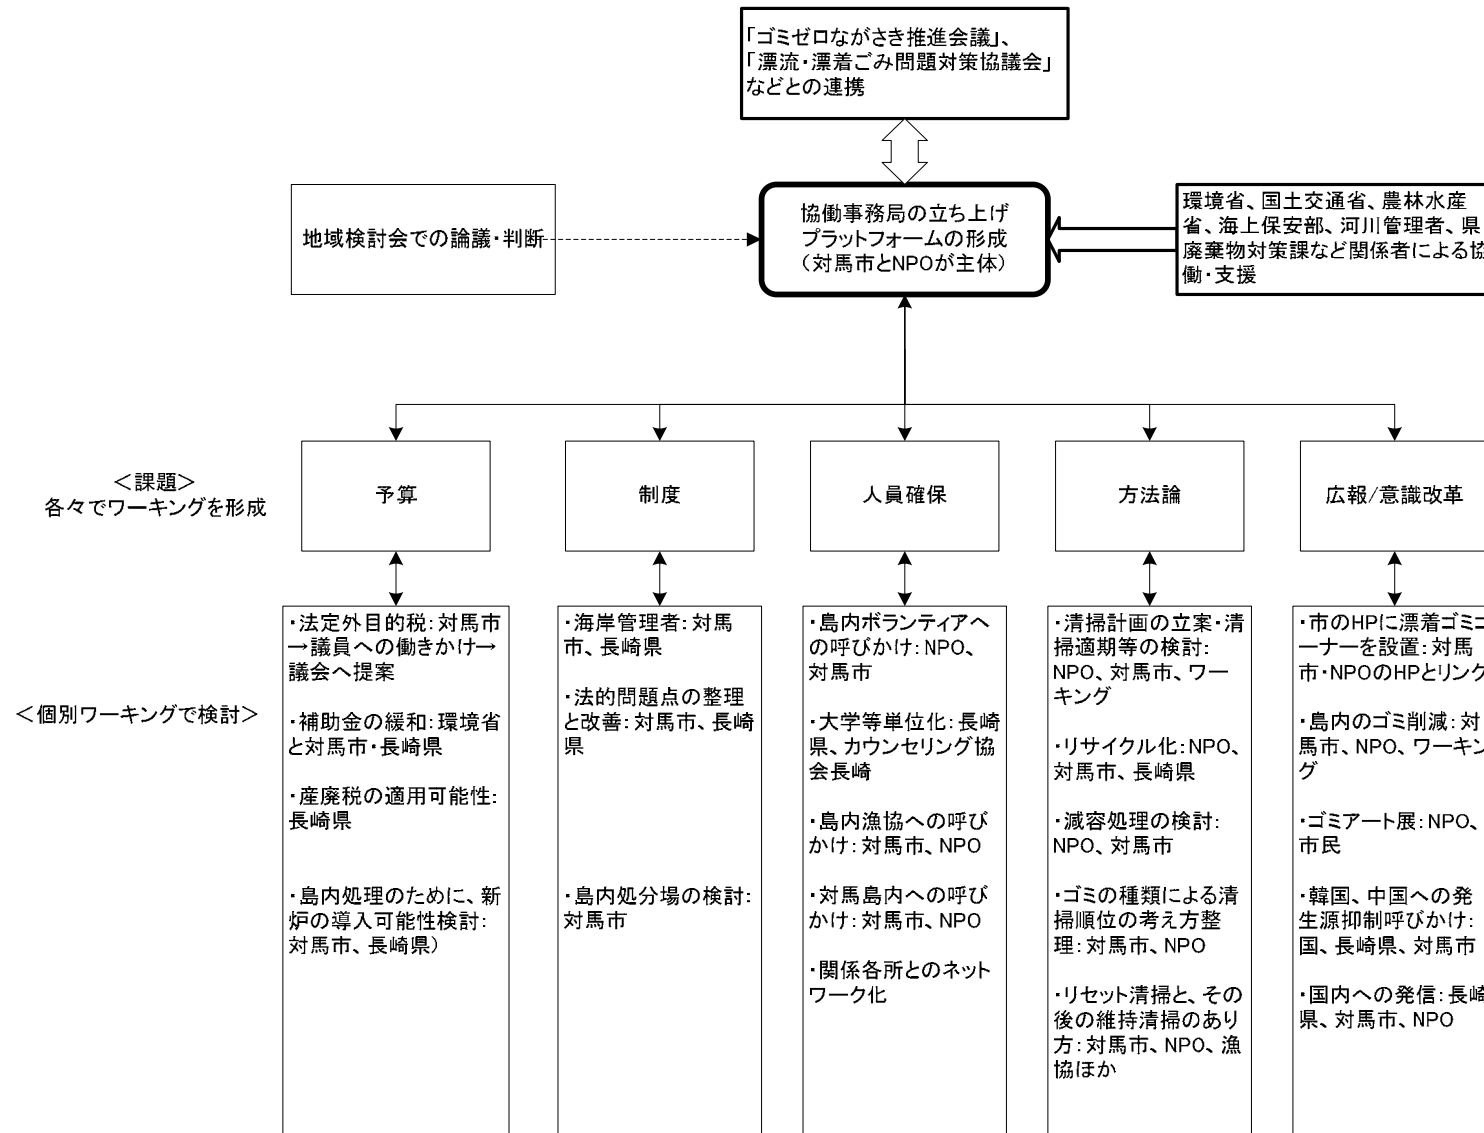 「ゴミゼロながさき推進会議」、
「漂流・漂着ごみ問題対策協議会」
などとの連携
地域検討会での論議・判断
協働事務局の立ち上げ
プラットフォームの形成
（対馬市とNPOが主体）
環境省、国土交通省、農林水産
省、海上保安部、河川管理者、県
廃棄物対策課など関係者による協
働・支援
＜課題＞
各々でワーキングを形成
予算
制度
人員確保
方法論
広報/意識改革
＜個別ワーキングで検討＞
・法定外目的税：対馬市
→議員への働きかけ→
議会へ提案
・補助金の緩和：環境省
と対馬市・長崎県
・産廃税の適用可能性：
長崎県
・島内処理のために、新
炉の導入可能性検討：
対馬市、長崎県）
・海岸管理者：対馬
市、長崎県
・法的問題点の整理
と改善：対馬市、長崎
県
・島内処分場の検討：
対馬市
・島内ボランティアへ
の呼びかけ：NPO、
対馬市
・大学等単位化：長崎
県、カウンセリング協
会長崎
・島内漁協への呼び
かけ：対馬市、NPO
・対馬島内への呼び
かけ：対馬市、NPO
・関係各所とのネット
ワーク化
・清掃計画の立案・清
掃適期等の検討：
NPO、対馬市、ワー
キング
・リサイクル化：NPO、
対馬市、長崎県
・減容処理の検討：
NPO、対馬市
・ゴミの種類による清
掃順位の考え方整
理：対馬市、NPO
・リセット清掃と、その
後の維持清掃のあり
方：対馬市、NPO、漁
協ほか
・市のHPに漂着ゴミコ
ーナーを設置：対馬
市・NPOのHPとリンク
・島内のゴミ削減：対
馬市、NPO、ワーキン
グ
・ゴミアート展：NPO、
市民
・韓国、中国への発
生源抑制呼びかけ：
国、長崎県、対馬市
・国内への発信：長崎
県、対馬市、NPO